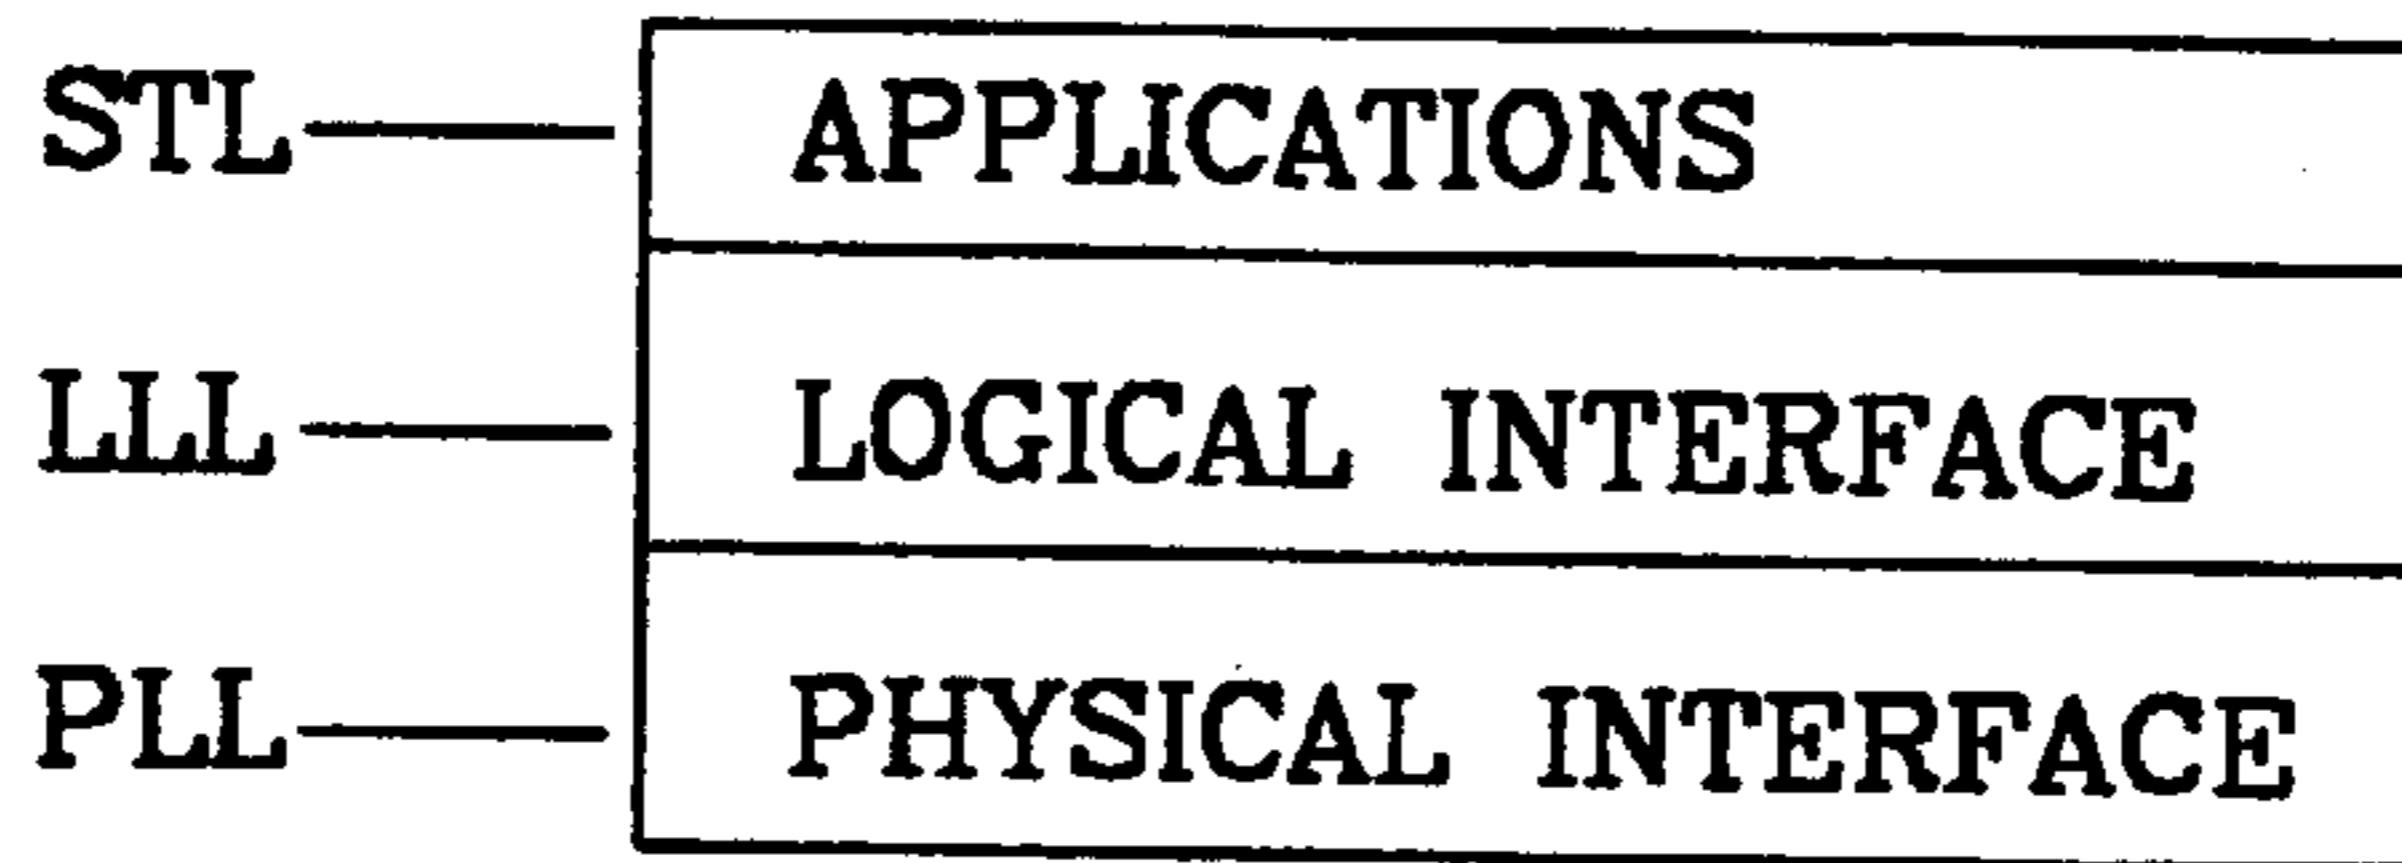 STL APPLICATIONS
LLL LOGICAL INTERFACE
PLL PHYSICAL INTERFACE